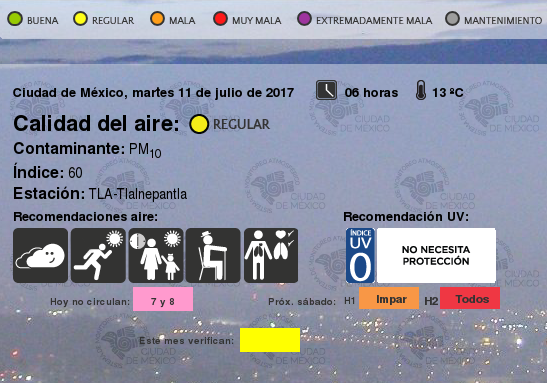 BUENA REGULAR MALA MUY MALA EXTREMADAMENTE MALA MANTENIMIENTO
Ciudad de México, martes 11 de julio de 2017 06 horas 13 ºC
Calidad del aire: REGULAR
Contaminante: PM10
Índice: 60
Estación: TLA-Tlalnepantla
Recomendaciones aire: Recomendación UV:
ÍNDICE UV 0 NO NECESITA PROTECCIÓN
Hoy no circulan: 7 y 8 Próx. sábado: H1 Impar H2 Todos
Este mes verifican: